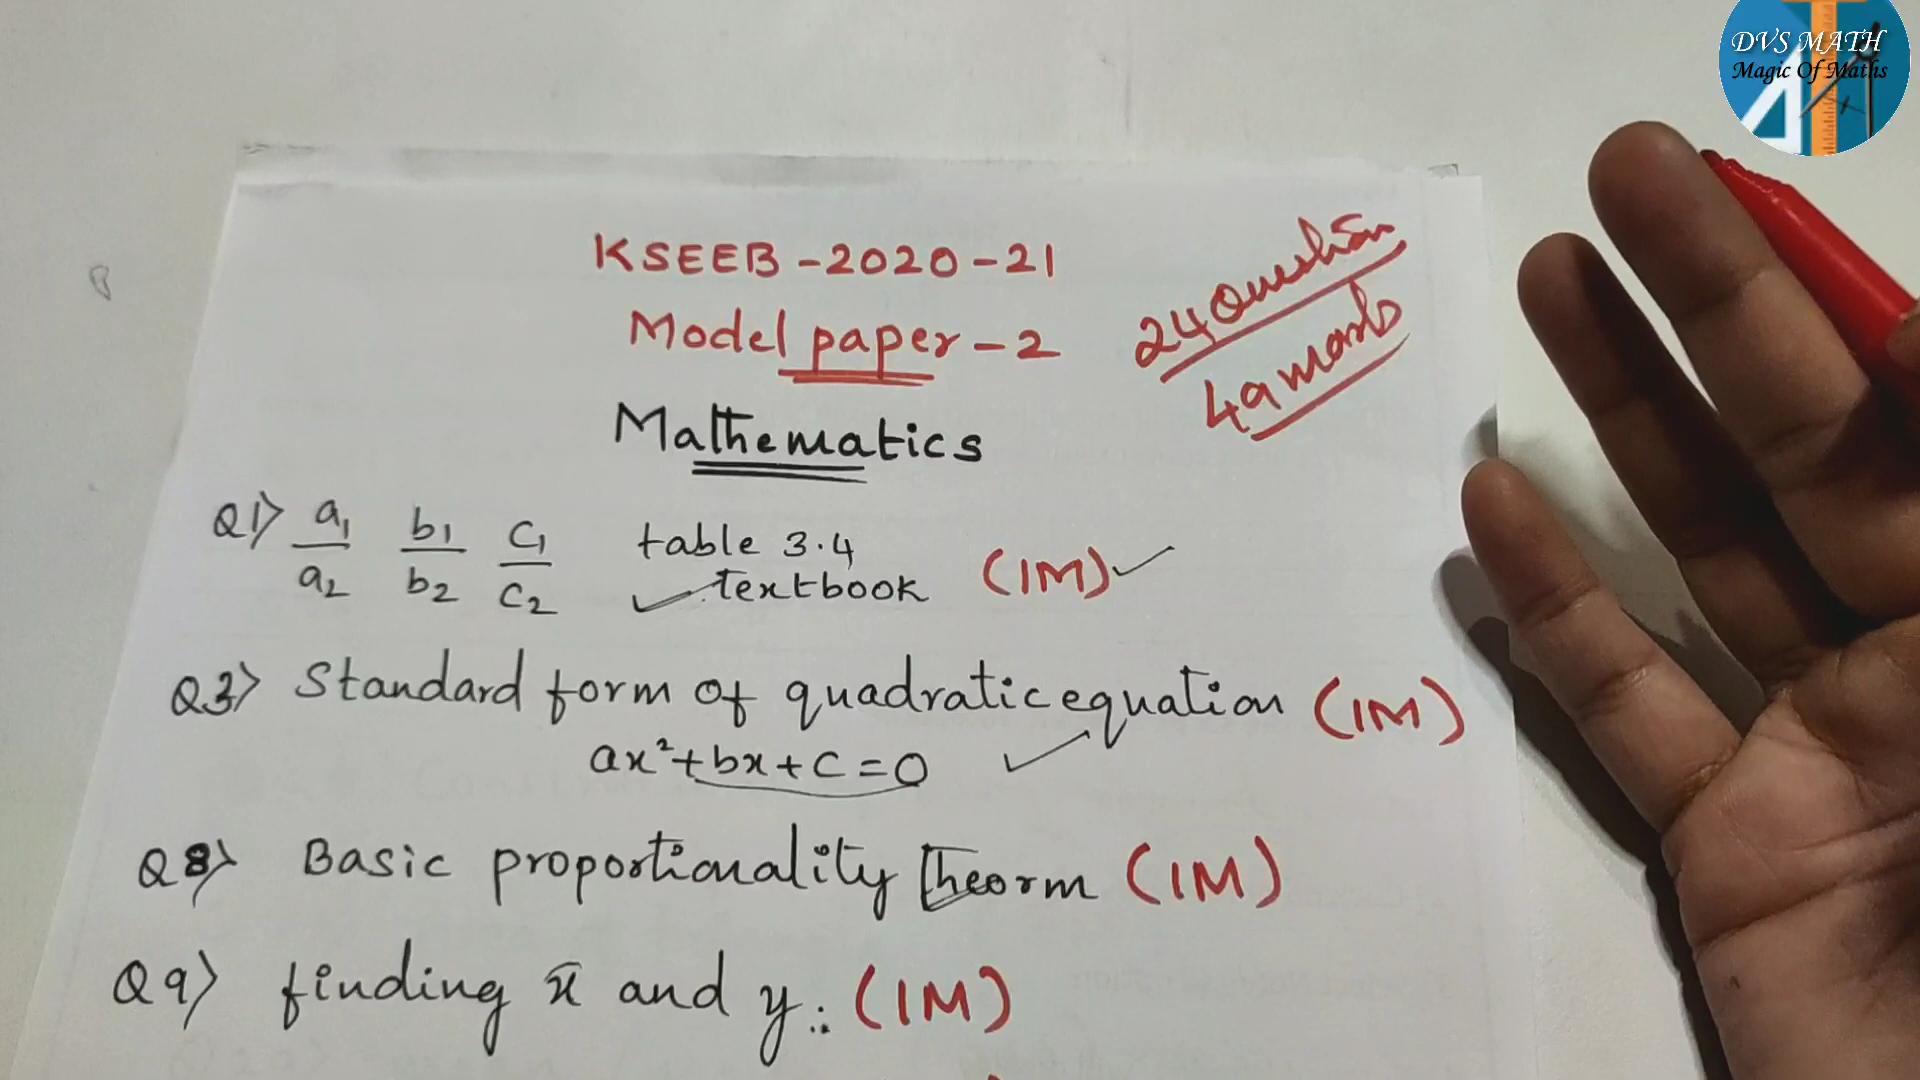 DVS MATH
Magic Of Maths
KSEEB -2020-21
Model paper-2
24 Question
49 marks
Mathematics
Q1) a1/a2 b1/b2 c1/c2 table 3.4
textbook (1M)
Q3) Standard form of quadratic equation (1M)
ax²+bx+c=0
Q8) Basic proportionality theorm (1M)
Q9) finding x and y: (1M)